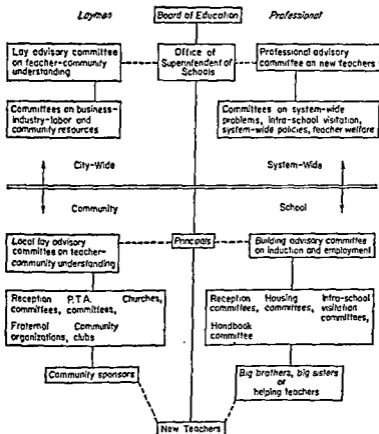 Laymen
Board of Education
Professional
Lay advisory committee
on teacher-community
understanding
Office of
Superintendent of
Schools
Professional advisory
committee on new teachers
Committees on business-
industry-labor and
community resources
Committees on system-wide
problems, intra-school visitation,
system-wide policies, teacher welfare
City-Wide
System-Wide
Community
School
Local lay advisory
committee on teacher-
community understanding
Principals
Building advisory committee
on induction and employment
Reception P.T.A. Churches,
committees, committees,
Fraternal Community
organizations, clubs
Reception Housing Intra-school
committees, committees, visitation
committees,
Handbook
committee
Community sponsors
Big brothers, big sisters
or
helping teachers
New Teachers